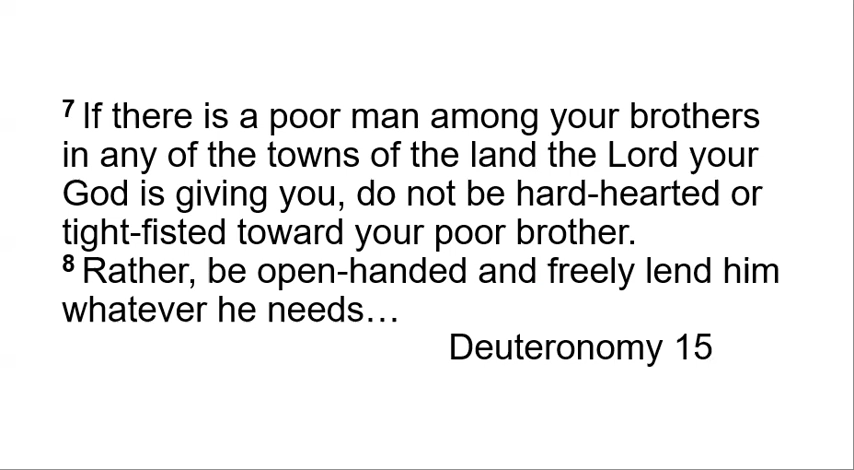 7 If there is a poor man among your brothers
in any of the towns of the land the Lord your
God is giving you, do not be hard-hearted or
tight-fisted toward your poor brother.
8 Rather, be open-handed and freely lend him
whatever he needs…
Deuteronomy 15